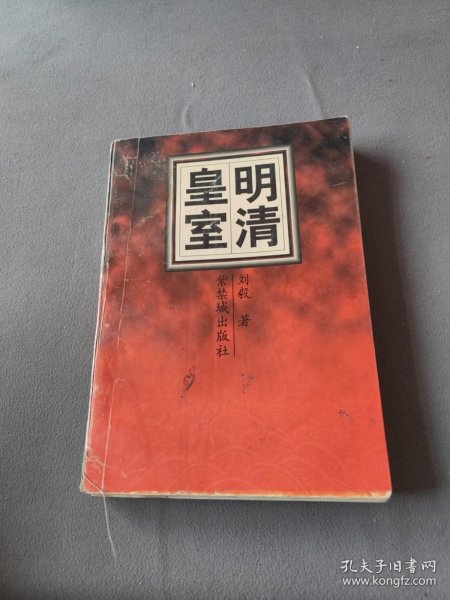 明清
皇室
刘毅 著
紫禁城出版社
孔夫子旧书网
www.kongfz.com